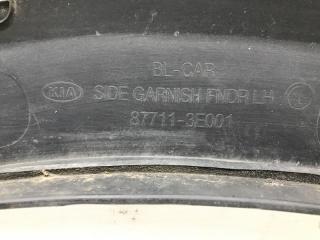 BL-CAR
KIA SIDE GARNISH FNDR LH
87711-3E001